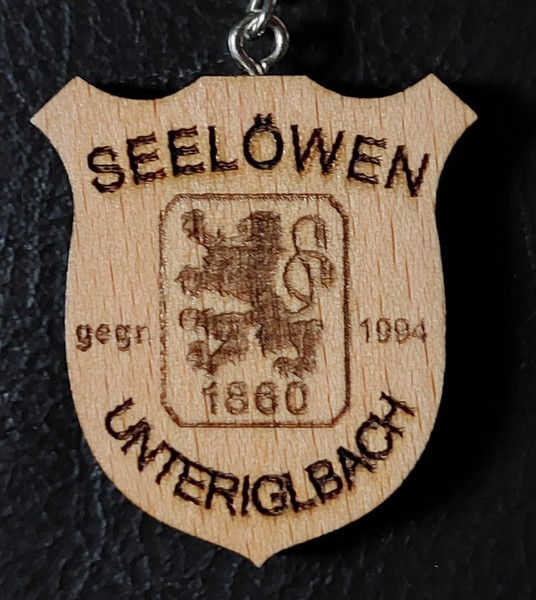 SEELÖWEN
gegr. 1994
1860
UNTERIGLBACH